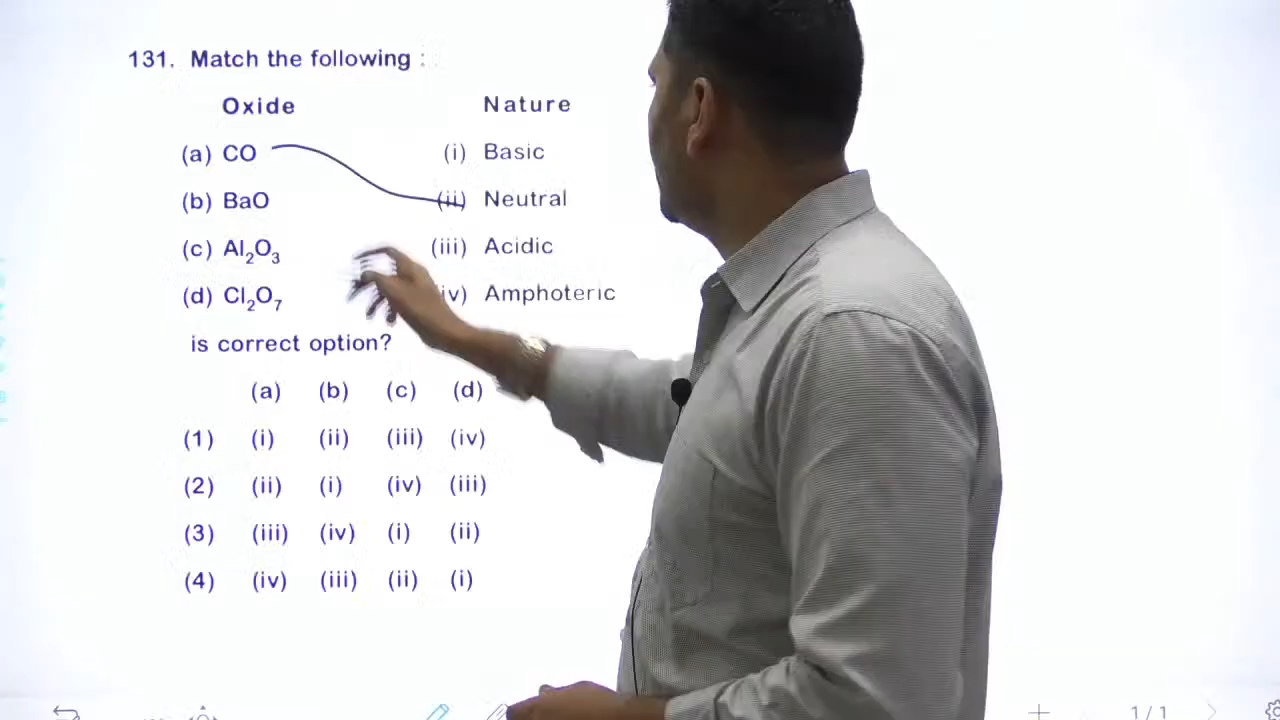 131. Match the following :
Oxide Nature
(a) CO (i) Basic
(b) BaO (ii) Neutral
(c) Al₂O₃ (iii) Acidic
(d) Cl₂O₇ iv) Amphoteric
is correct option?
(a) (b) (c) (d)
(1) (i) (ii) (iii) (iv)
(2) (ii) (i) (iv) (iii)
(3) (iii) (iv) (i) (ii)
(4) (iv) (iii) (ii) (i)
1/1